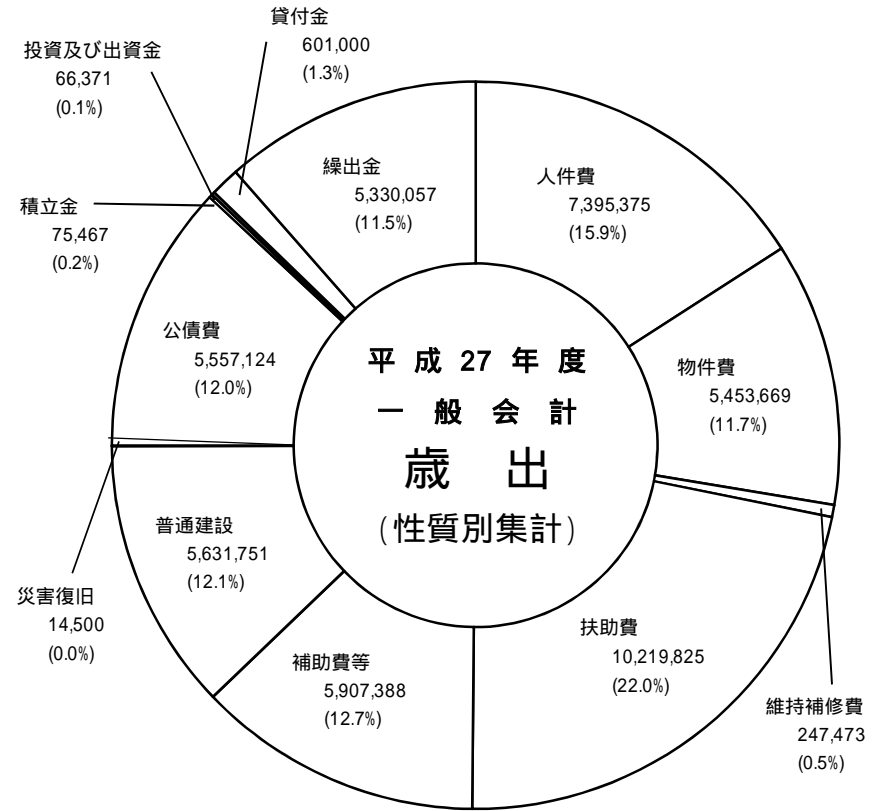 貸付金
601,000
(1.3%)
投資及び出資金
66,371
(0.1%)
積立金
75,467
(0.2%)
繰出金
5,330,057
(11.5%)
人件費
7,395,375
(15.9%)
公債費
5,557,124
(12.0%)
物件費
5,453,669
(11.7%)
平成 27 年度
一般会計
歳出
(性質別集計)
普通建設
5,631,751
(12.1%)
災害復旧
14,500
(0.0%)
補助費等
5,907,388
(12.7%)
扶助費
10,219,825
(22.0%)
維持補修費
247,473
(0.5%)